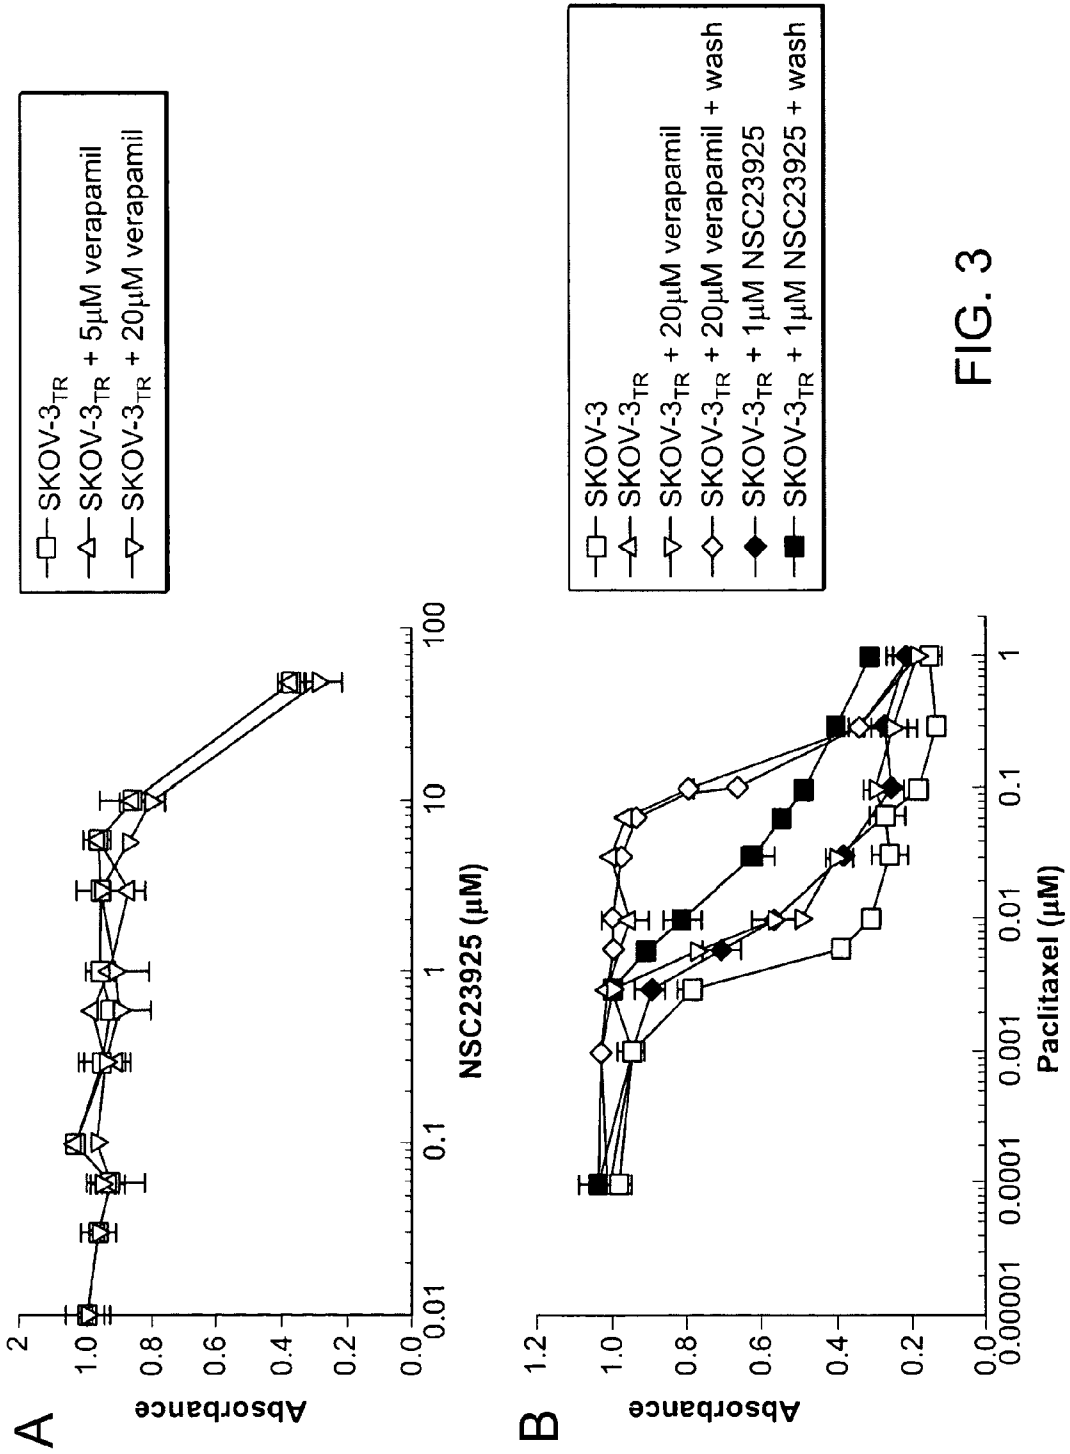 A
Absorbance
2
1.0
0.8
0.6
0.4
0.2
0.0
0.01
0.1
1
10
100
NSC23925 (µM)
SKOV-3TR
SKOV-3TR + 5µM verapamil
SKOV-3TR + 20µM verapamil
B
Absorbance
1.2
1.0
0.8
0.6
0.4
0.2
0.0
0.00001
0.0001
0.001
0.01
0.1
1
Paclitaxel (µM)
SKOV-3
SKOV-3TR
SKOV-3TR + 20µM verapamil
SKOV-3TR + 20µM verapamil + wash
SKOV-3TR + 1µM NSC23925
SKOV-3TR + 1µM NSC23925 + wash
FIG. 3